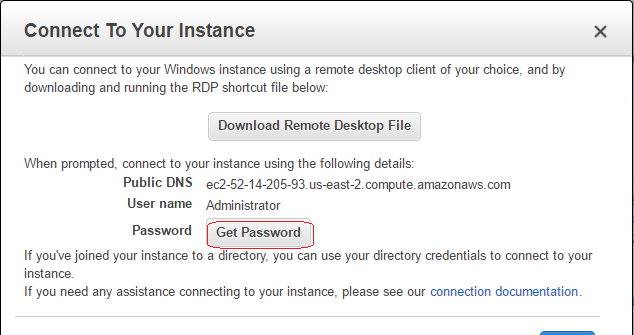 Connect To Your Instance
You can connect to your Windows instance using a remote desktop client of your choice, and by
downloading and running the RDP shortcut file below:
Download Remote Desktop File
When prompted, connect to your instance using the following details:
Public DNS ec2-52-14-205-93.us-east-2.compute.amazonaws.com
User name Administrator
Password Get Password
If you've joined your instance to a directory, you can use your directory credentials to connect to your
instance.
If you need any assistance connecting to your instance, please see our connection documentation.